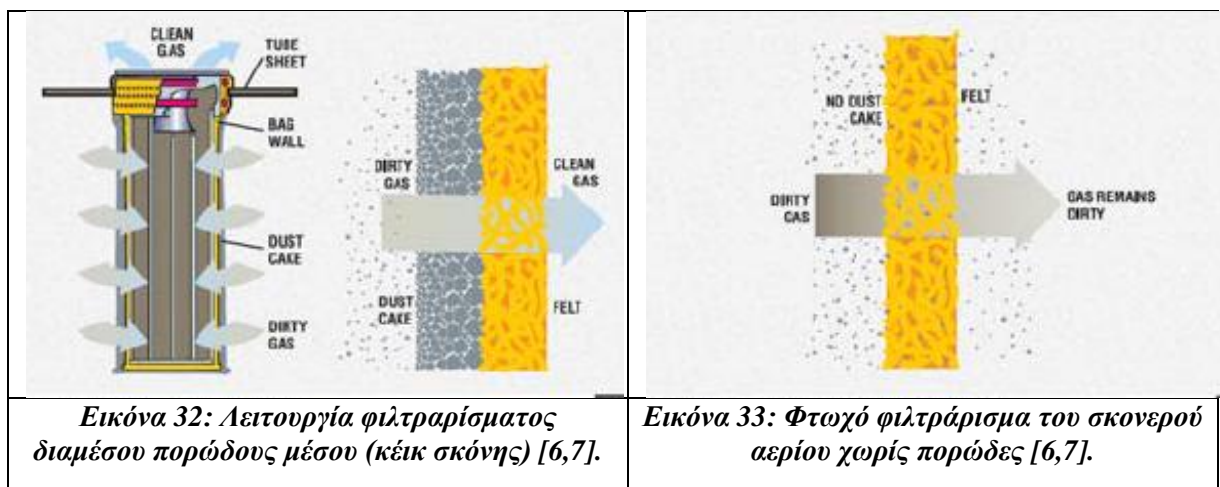 CLEAN
GAS
TUBE
SHEET
BAG
WALL
DUST
CAKE
DIRTY
GAS
DIRTY
GAS
CLEAN
GAS
DUST
CAKE
FELT
NO DUST
CAKE
FELT
DIRTY
GAS
GAS REMAINS
DIRTY
Εικόνα 32: Λειτουργία φιλτραρίσματος
διαμέσου πορώδους μέσου (κέικ σκόνης) [6,7].
Εικόνα 33: Φτωχό φιλτράρισμα του σκονερού
αερίου χωρίς πορώδες [6,7].